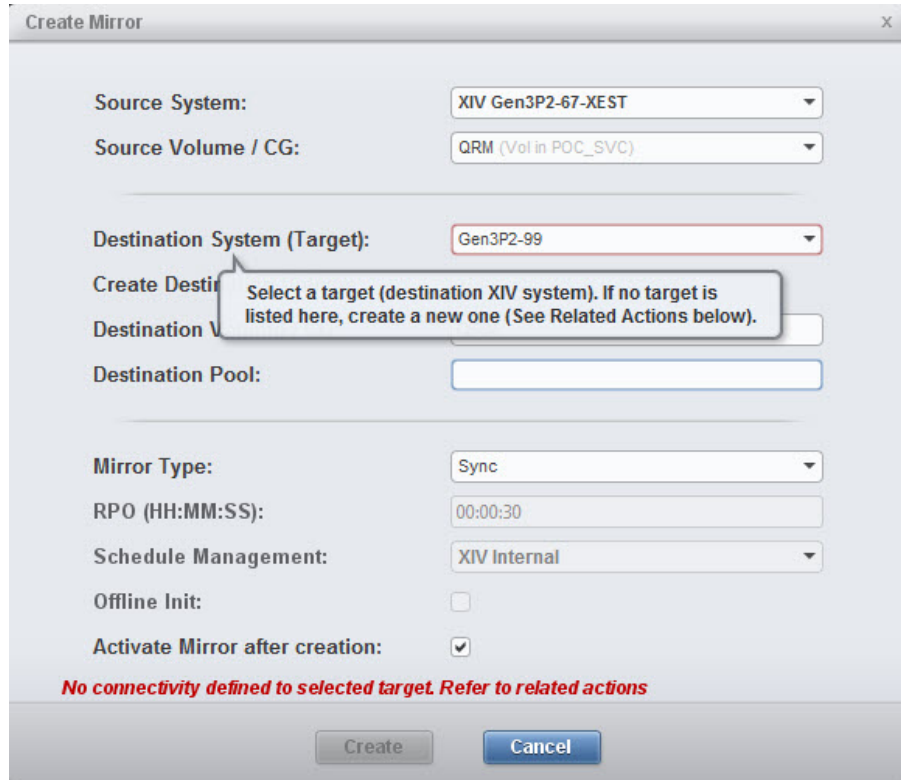 Create Mirror x
Source System: XIV Gen3P2-67-XEST
Source Volume / CG: QRM (Vol in POC_SVC)
Destination System (Target): Gen3P2-99
Create Desti
Select a target (destination XIV system). If no target is
listed here, create a new one (See Related Actions below).
Destination V
Destination Pool:
Mirror Type: Sync
RPO (HH:MM:SS): 00:00:30
Schedule Management: XIV Internal
Offline Init:
Activate Mirror after creation:
No connectivity defined to selected target. Refer to related actions
Create Cancel